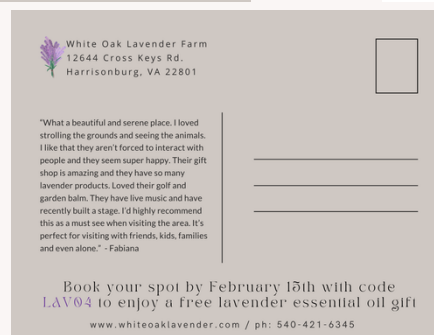 White Oak Lavender Farm
12644 Cross Keys Rd.
Harrisonburg, VA 22801
"What a beautiful and serene place. I loved
strolling the grounds and seeing the animals.
I like that they aren't forced to interact with
people and they seem super happy. Their gift
shop is amazing and they have so many
lavender products. Loved their golf and
garden balm. They have live music and have
recently built a stage. I'd highly recommend
this as a must see when visiting the area. It's
perfect for visiting with friends, kids, families
and even alone." - Fabiana
Book your spot by February 15th with code
LAV04 to enjoy a free lavender essential oil gift
www.whiteoaklavender.com / ph: 540-421-6345